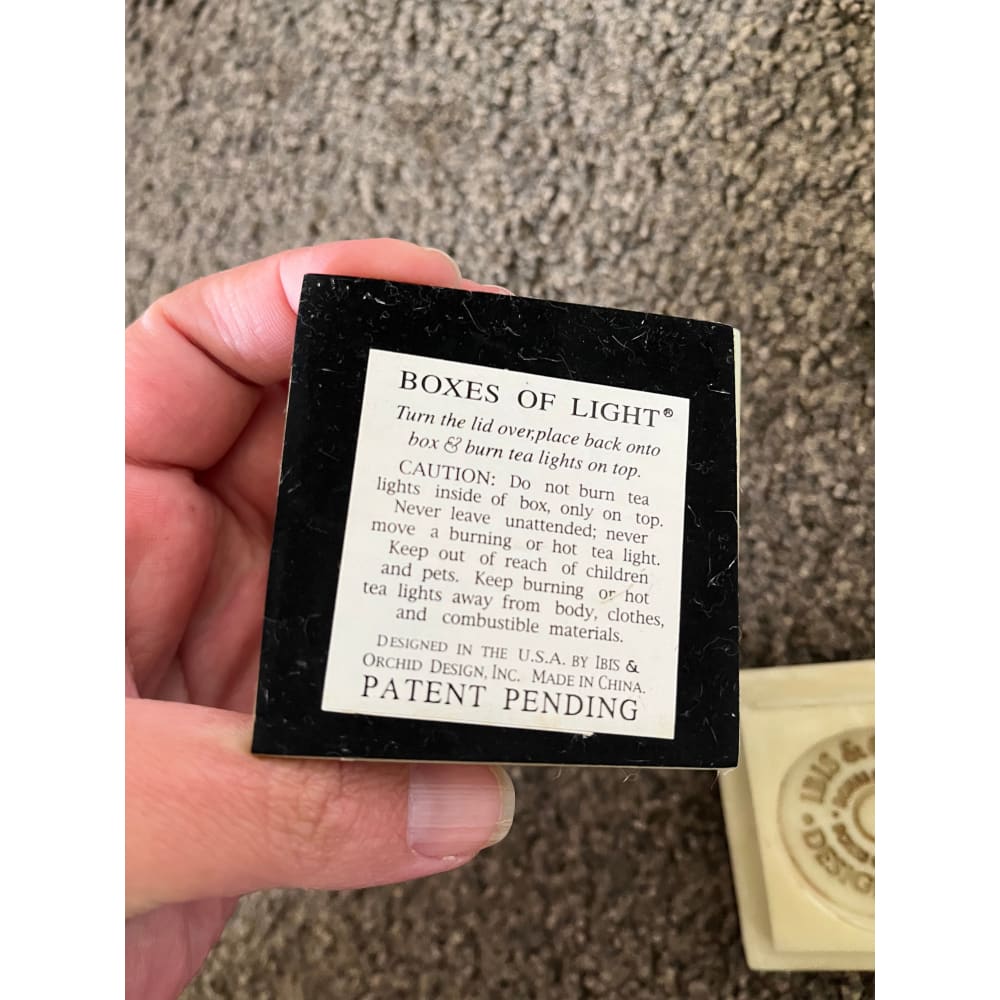 BOXES OF LIGHT®
Turn the lid over,place back onto
box & burn tea lights on top.
CAUTION: Do not burn tea
lights inside of box, only on top.
Never leave unattended; never
move a burning or hot tea light.
Keep out of reach of children
and pets. Keep burning or hot
tea lights away from body, clothes,
and combustible materials.
DESIGNED IN THE U.S.A. BY IBIS &
ORCHID DESIGN, INC. MADE IN CHINA.
PATENT PENDING
IBIS &
DESIG